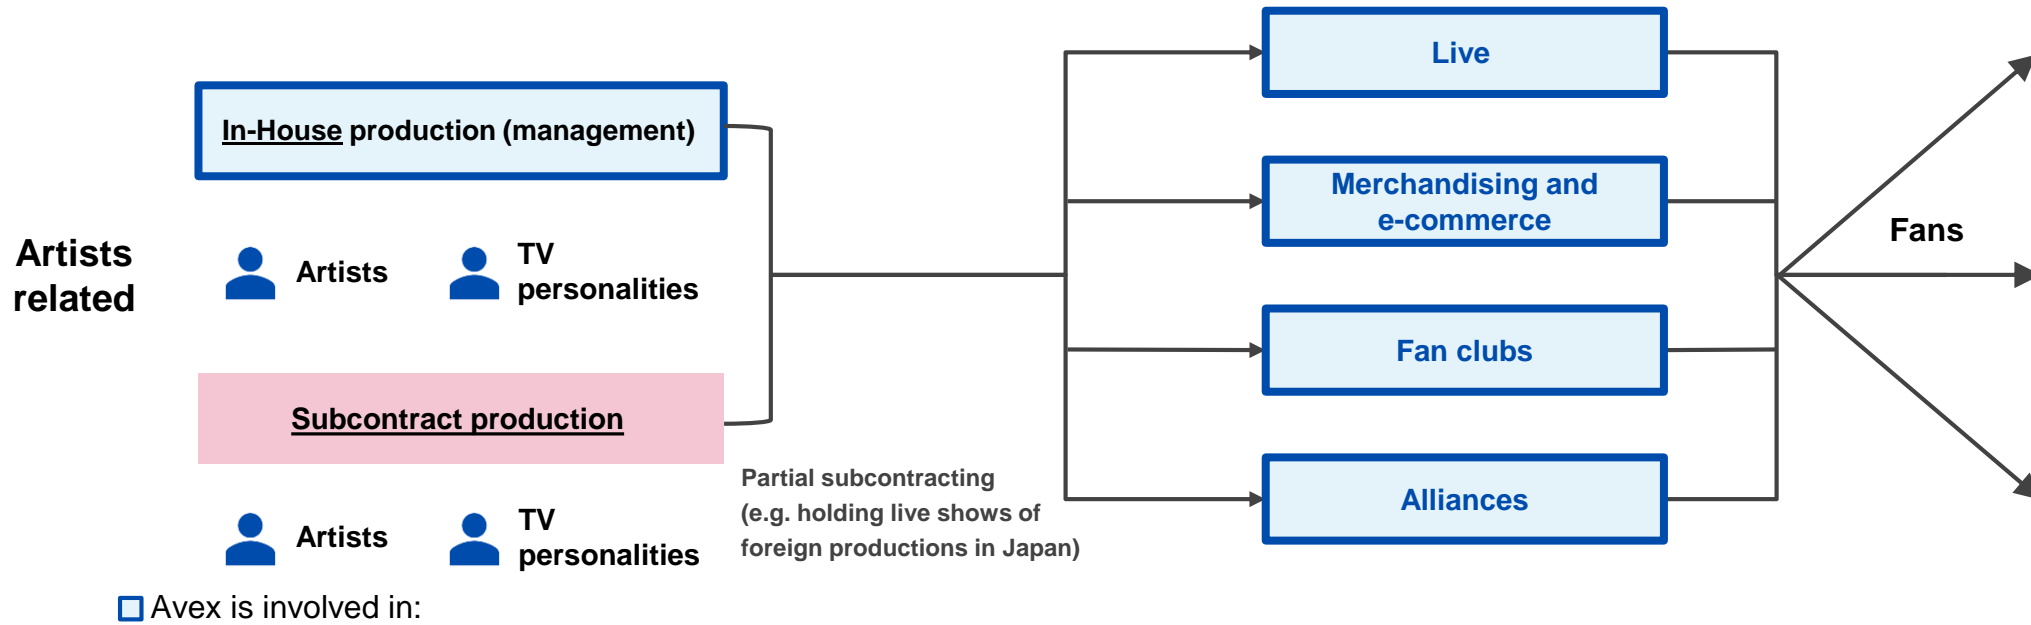 Artists
related
In-House production (management)
Artists
TV
personalities
Subcontract production
Artists
TV
personalities
Partial subcontracting
(e.g. holding live shows of
foreign productions in Japan)
Live
Merchandising and
e-commerce
Fan clubs
Alliances
Fans
Avex is involved in: